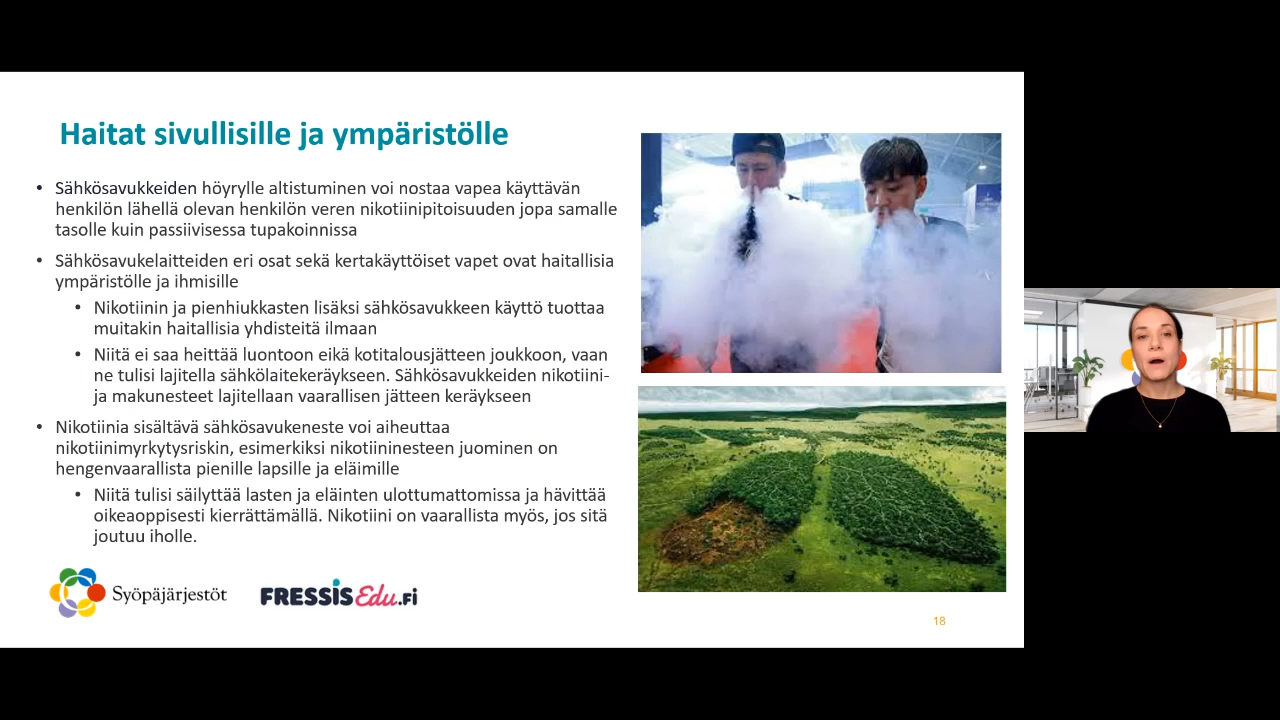 Haitat sivullisille ja ympäristölle
• Sähkösavukkeiden höyrylle altistuminen voi nostaa vapea käyttävän
henkilön lähellä olevan henkilön veren nikotiinipitoisuuden jopa samalle
tasolle kuin passiivisessa tupakoinnissa
• Sähkösavukelaitteiden eri osat sekä kertakäyttöiset vapet ovat haitallisia
ympäristölle ja ihmisille
• Nikotiinin ja pienhiukkasten lisäksi sähkösavukkeen käyttö tuottaa
muitakin haitallisia yhdisteitä ilmaan
• Niitä ei saa heittää luontoon eikä kotitalousjätteen joukkoon, vaan
ne tulisi lajitella sähkölaitekeräykseen. Sähkösavukkeiden nikotiini-
ja makunesteet lajitellaan vaarallisen jätteen keräykseen
• Nikotiinia sisältävä sähkösavukeneste voi aiheuttaa
nikotiinimyrkytysriskin, esimerkiksi nikotiininesteen juominen on
hengenvaarallista pienille lapsille ja eläimille
• Niitä tulisi säilyttää lasten ja eläinten ulottumattomissa ja hävittää
oikeaoppisesti kierrättämällä. Nikotiini on vaarallista myös, jos sitä
joutuu iholle.
Syöpäjärjestöt
FRESSIS Edu.fi
18